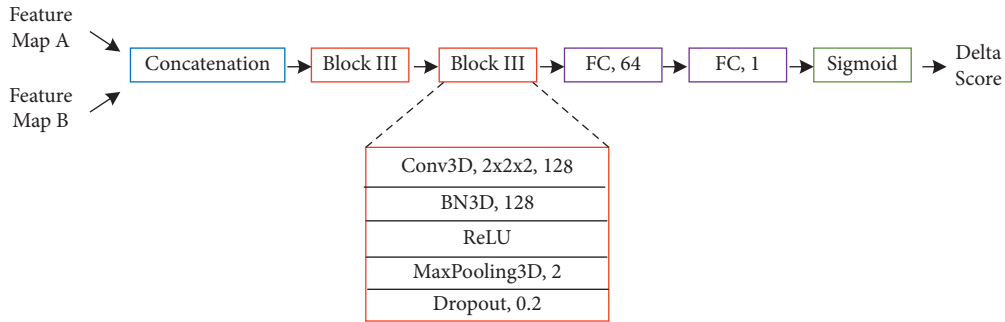 Feature
Map A
Feature
Map B
Concatenation
Block III
Block III
FC, 64
FC, 1
Sigmoid
Delta
Score
Conv3D, 2x2x2, 128
BN3D, 128
ReLU
MaxPooling3D, 2
Dropout, 0.2